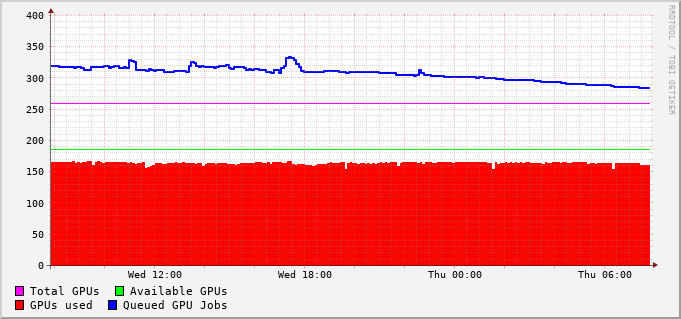 RRDTOOL / TOBI OETIKER
400
350
300
250
200
150
100
50
0
Wed 12:00 Wed 18:00 Thu 00:00 Thu 06:00
Total GPUs Available GPUs
GPUs used Queued GPU Jobs